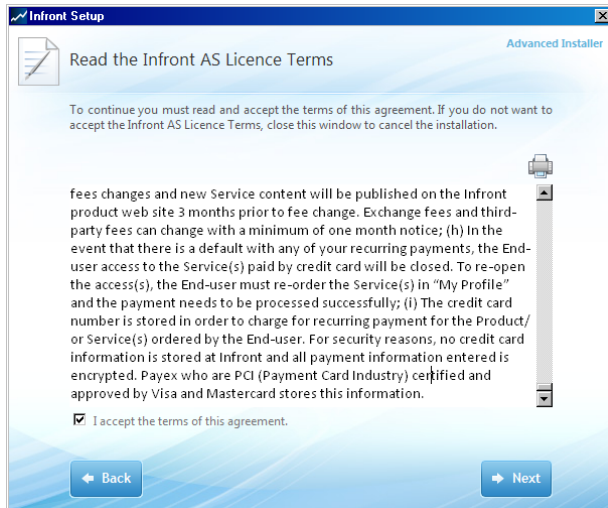 Infront Setup
Advanced Installer
Read the Infront AS Licence Terms
To continue you must read and accept the terms of this agreement. If you do not want to
accept the Infront AS Licence Terms, close this window to cancel the installation.
fees changes and new Service content will be published on the Infront
product web site 3 months prior to fee change. Exchange fees and third-
party fees can change with a minimum of one month notice; (h) In the
event that there is a default with any of your recurring payments, the End-
user access to the Service(s) paid by credit card will be closed. To re-open
the access(s), the End-user must re-order the Service(s) in “My Profile”
and the payment needs to be processed successfully; (i) The credit card
number is stored in order to charge for recurring payment for the Product/
or Service(s) ordered by the End-user. For security reasons, no credit card
information is stored at Infront and all payment information entered is
encrypted. Payex who are PCI (Payment Card Industry) certified and
approved by Visa and Mastercard stores this information.
I accept the terms of this agreement.
Back
Next